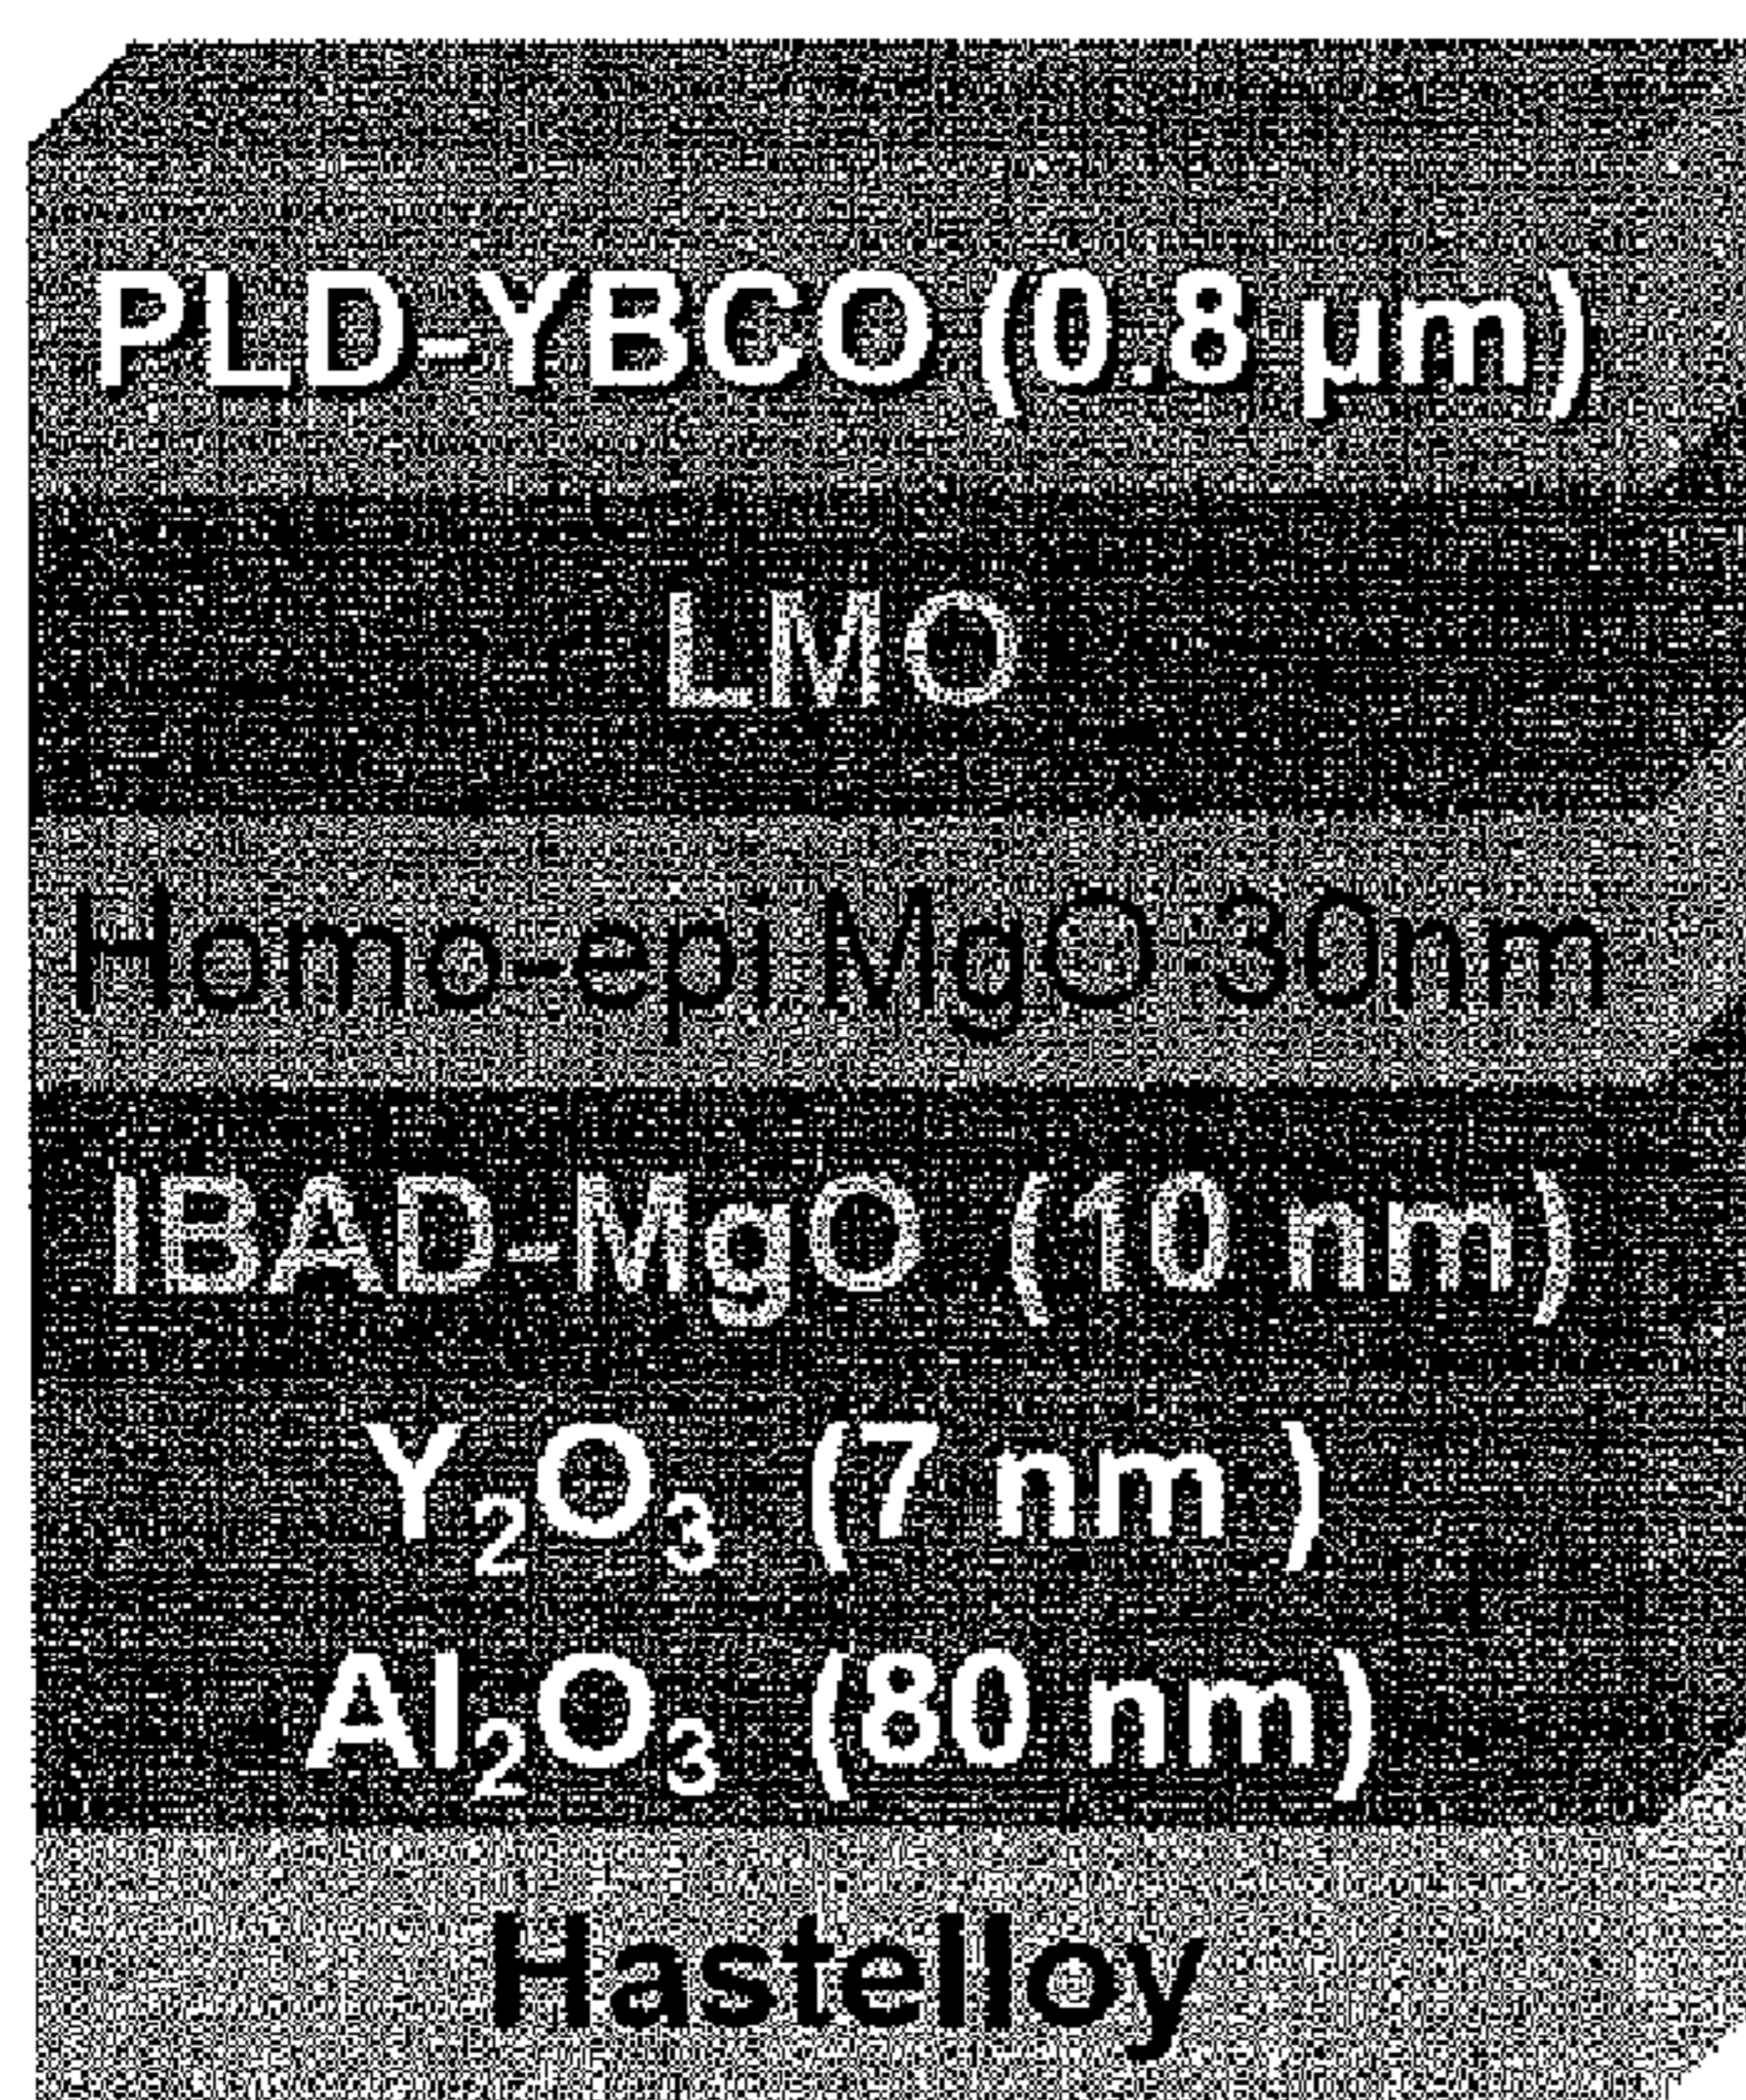 PLD-YBCO (0.8 µm)
LMO
Homo-epi MgO 30nm
IBAD-MgO (10 nm)
Y₂O₃ (7 nm )
Al₂O₃ (80 nm)
Hastelloy